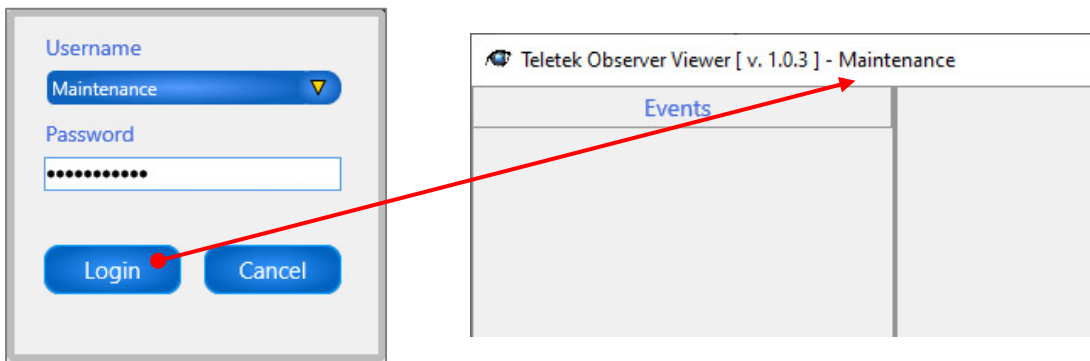 Username
Maintenance
Password
•••••••••••
Login
Cancel
Teletek Observer Viewer [ v. 1.0.3 ] - Maintenance
Events